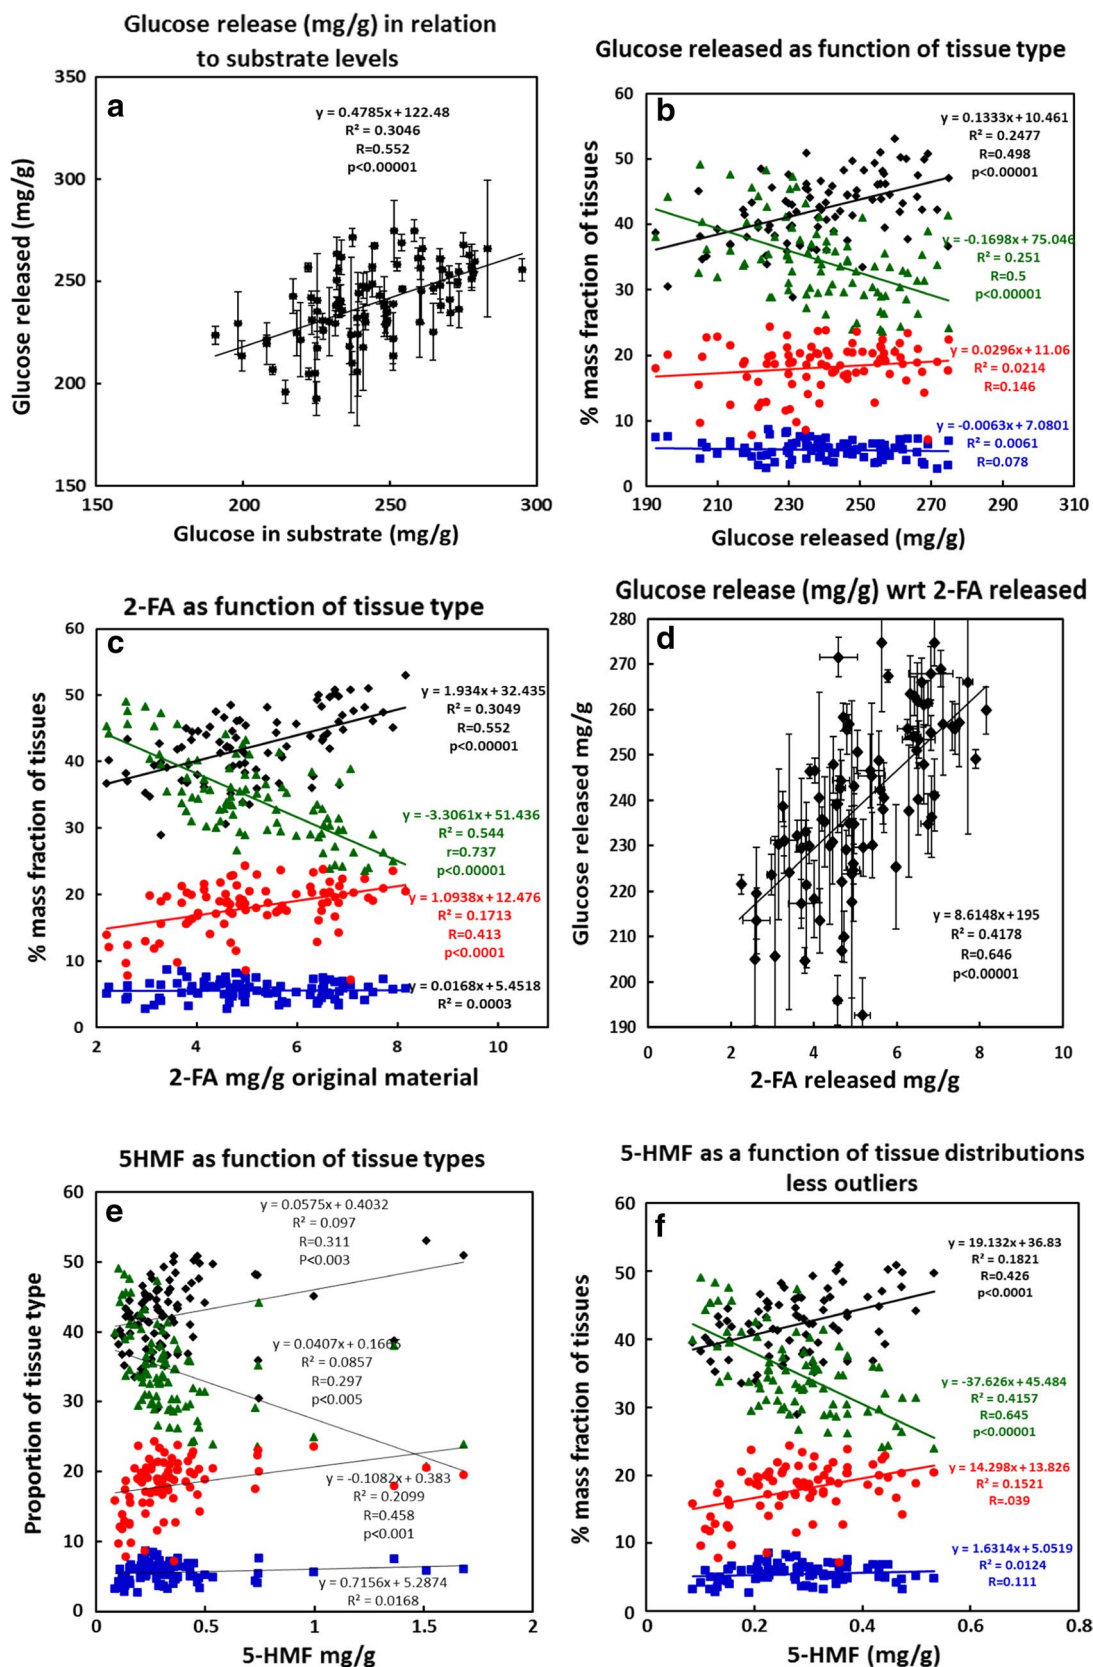 Glucose release (mg/g) in relation
to substrate levels
a
y = 0.4785x + 122.48
R² = 0.3046
R=0.552
p<.00001
Glucose released (mg/g)
350
300
250
200
150
150
200
250
300
Glucose in substrate (mg/g)
Glucose released as function of tissue type
b
y = 0.1333x + 10.461
R² = 0.2477
R=0.498
p<0.00001
-0.1698x + 75.046
R² = 0.251
R=0.5
p<0.00001
y = 0.0296x + 11.06
R² = 0.0214
R=0.146
y = -0.0063x + 7.0801
R² = 0.0061
R=0.078
% mass fraction of tissues
60
50
40
30
20
10
0
190
210
230
250
270
290
310
Glucose released (mg/g)
2-FA as function of tissue type
c
y = 1.934x + 32.435
R² = 0.3049
R=0.552
p<0.00001
y = -3.3061x + 51.436
R² = 0.544
r=0.737
p<0.00001
y = 1.0938x + 12.476
R² = 0.1713
R=0.413
p<0.0001
y = 0.0168x + 5.4518
R² = 0.0003
% mass fraction of tissues
60
50
40
30
20
10
0
2
4
6
8
10
2-FA mg/g original material
Glucose release (mg/g) wrt 2-FA released
d
y = 8.6148x + 195
R² = 0.4178
R=0.646
p<0.00001
Glucose released mg/g
280
270
260
250
240
230
220
210
200
190
0
2
4
6
8
10
2-FA released mg/g
5HMF as function of tissue types
e
y = 0.0575x + 0.4032
R² = 0.097
R=0.311
P<0.003
y = 0.0407x + 0.1666
R² = 0.0857
R=0.297
p<0.005
y = -0.1082x + 0.383
R² = 0.2099
R=0.458
p<0.001
y = 0.7156x + 5.2874
R² = 0.0168
Proportion of tissue type
60
50
40
30
20
10
0
0
0.5
1
1.5
2
5-HMF mg/g
5-HMF as a function of tissue distributions
less outliers
f
y = 19.132x + 36.83
R² = 0.1821
R=0.426
p<0.0001
y = -37.626x + 45.484
R² = 0.4157
R=0.645
p<0.00001
y = 14.298x + 13.826
R² = 0.1521
R=.039
y = 1.6314x + 5.0519
R² = 0.0124
R=0.111
% mass fraction of tissues
60
50
40
30
20
10
0
0
0.2
0.4
0.6
0.8
5-HMF (mg/g)